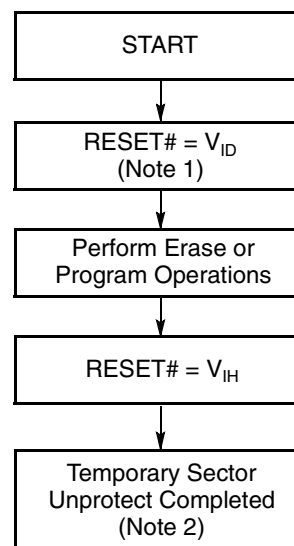 START
RESET# = VID
(Note 1)
Perform Erase or
Program Operations
RESET# = VIH
Temporary Sector
Unprotect Completed
(Note 2)